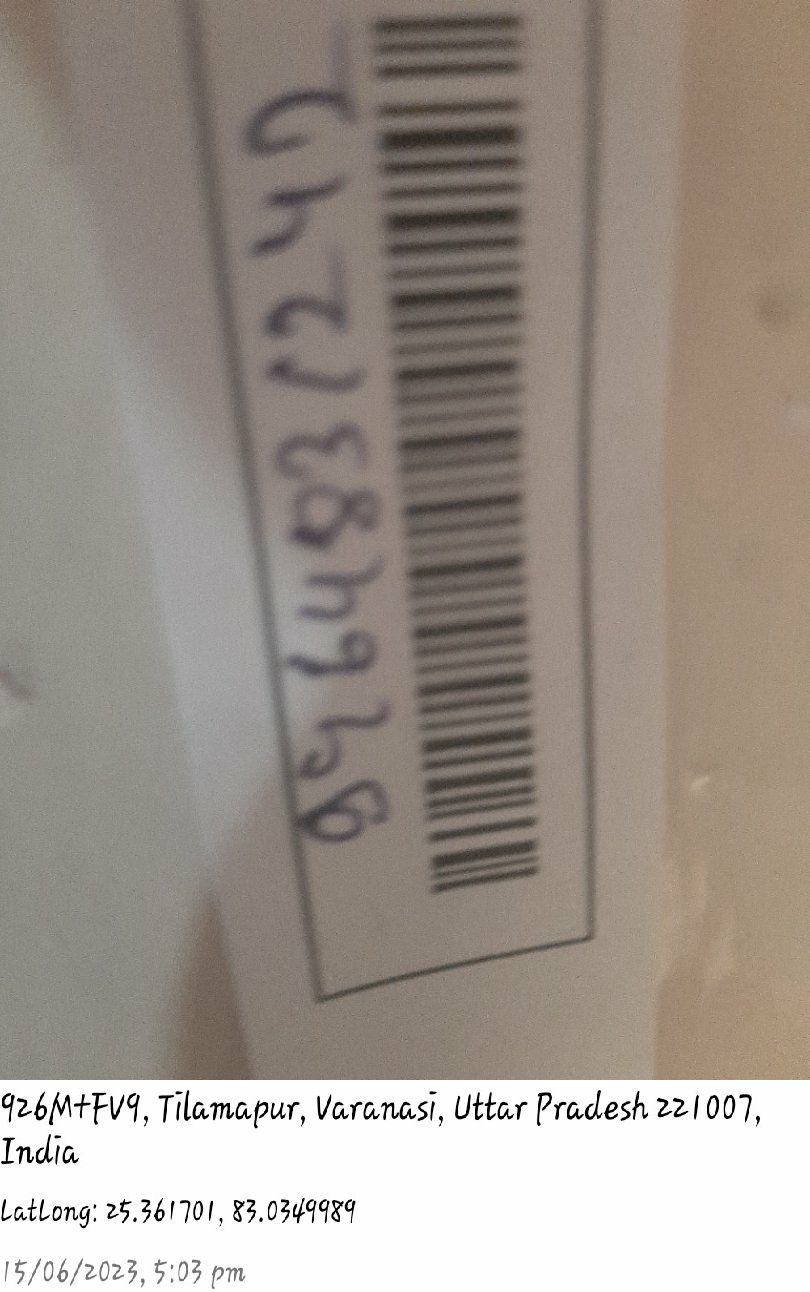 926M+FV9, Tilamapur, Varanasi, Uttar Pradesh 221007,
India
LatLong: 25.361701, 83.0349989
15/06/2023, 5:03 pm